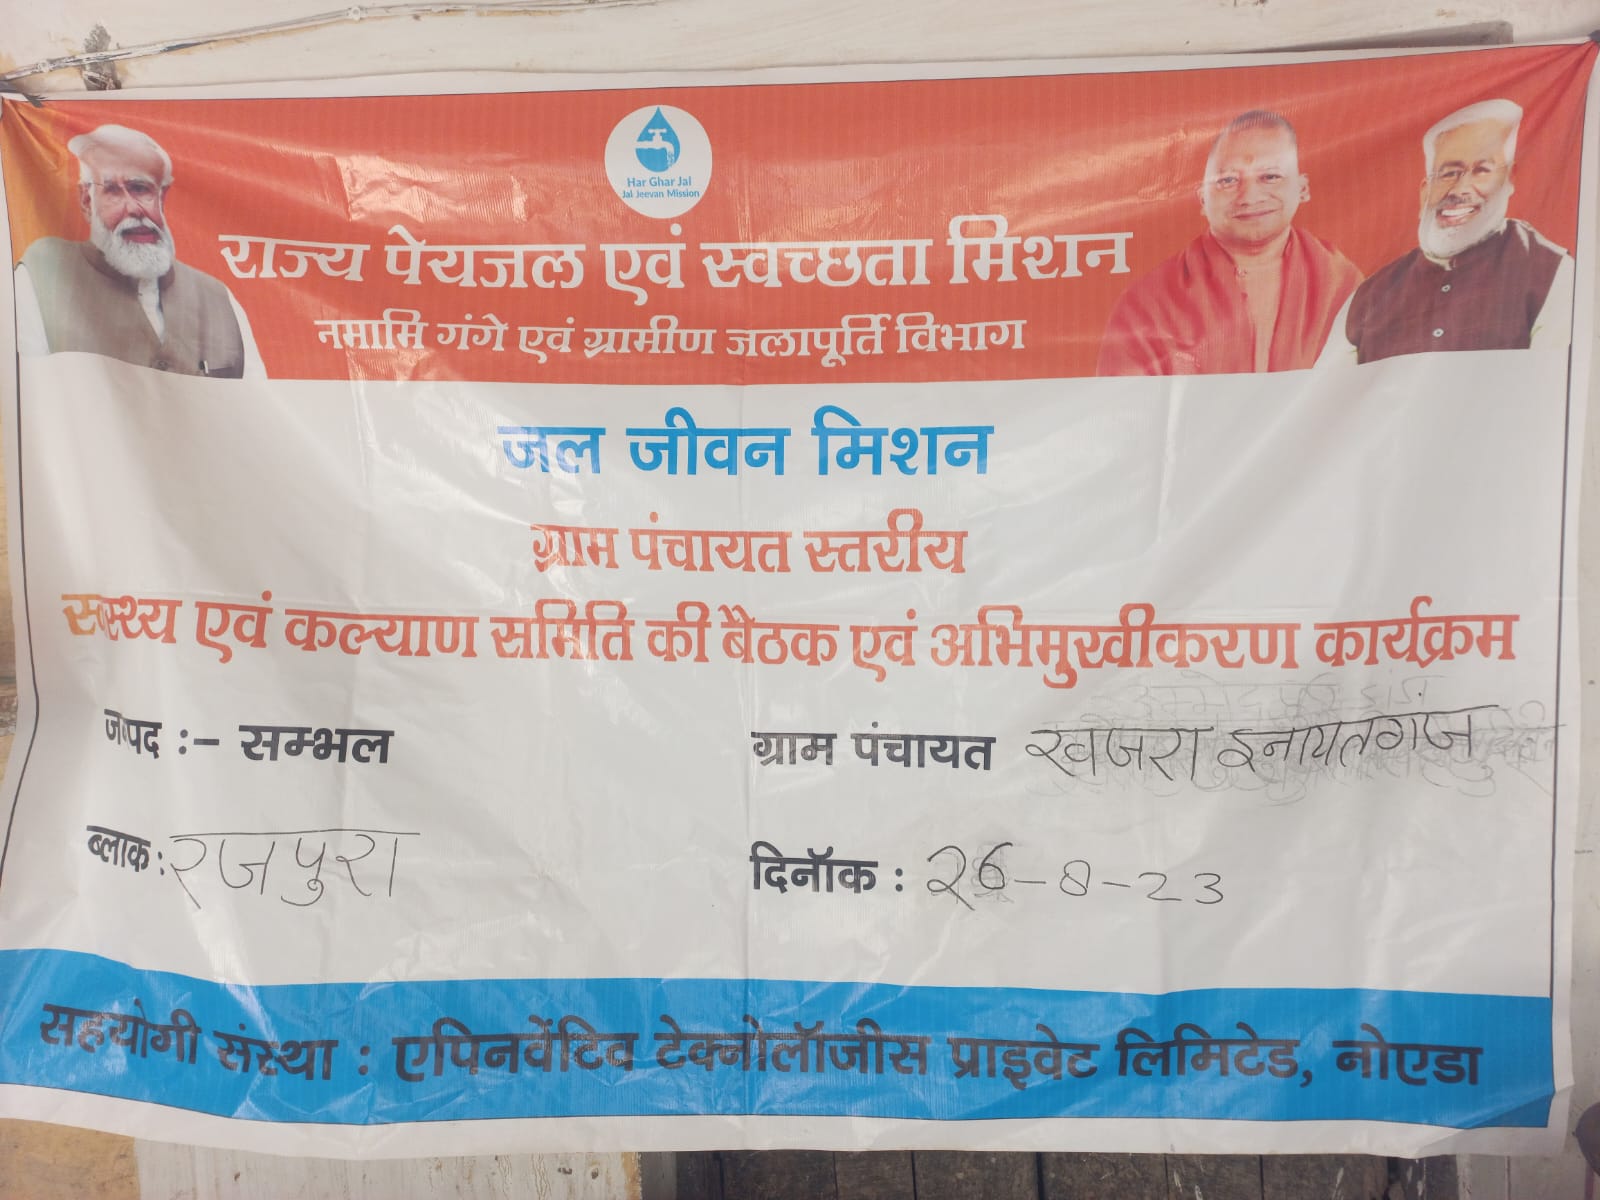 Har Ghar Jal
Jal Jeevan Mission
राज्य पेयजल एवं स्वच्छता मिशन
नमामि गंगे एवं ग्रामीण जलापूर्ति विभाग
जल जीवन मिशन
ग्राम पंचायत स्तरीय
स्वास्थ्य एवं कल्याण समिति की बैठक एवं अभिमुखीकरण कार्यक्रम
जनपद :– सम्भल
ग्राम पंचायत खजरा इनायतगंज
ब्लाक : रजपुरा
दिनॉक : 26-8-23
सहयोगी संस्था : एपिनवेंटिव टेक्नोलॉजीस प्राइवेट लिमिटेड, नोएडा